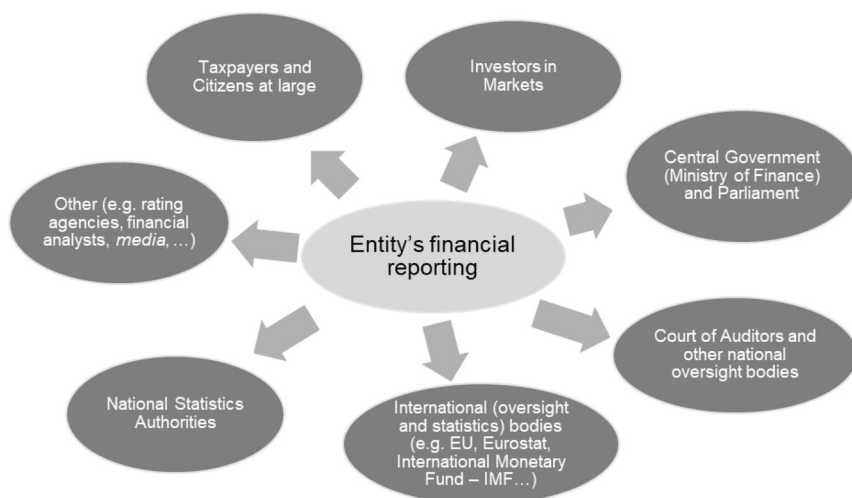 Taxpayers and
Citizens at large
Investors in
Markets
Central Government
(Ministry of Finance)
and Parliament
Other (e.g. rating
agencies, financial
analysts, media, …)
Entity’s financial
reporting
Court of Auditors and
other national
oversight bodies
National Statistics
Authorities
International (oversight
and statistics) bodies
(e.g. EU, Eurostat,
International Monetary
Fund – IMF…)